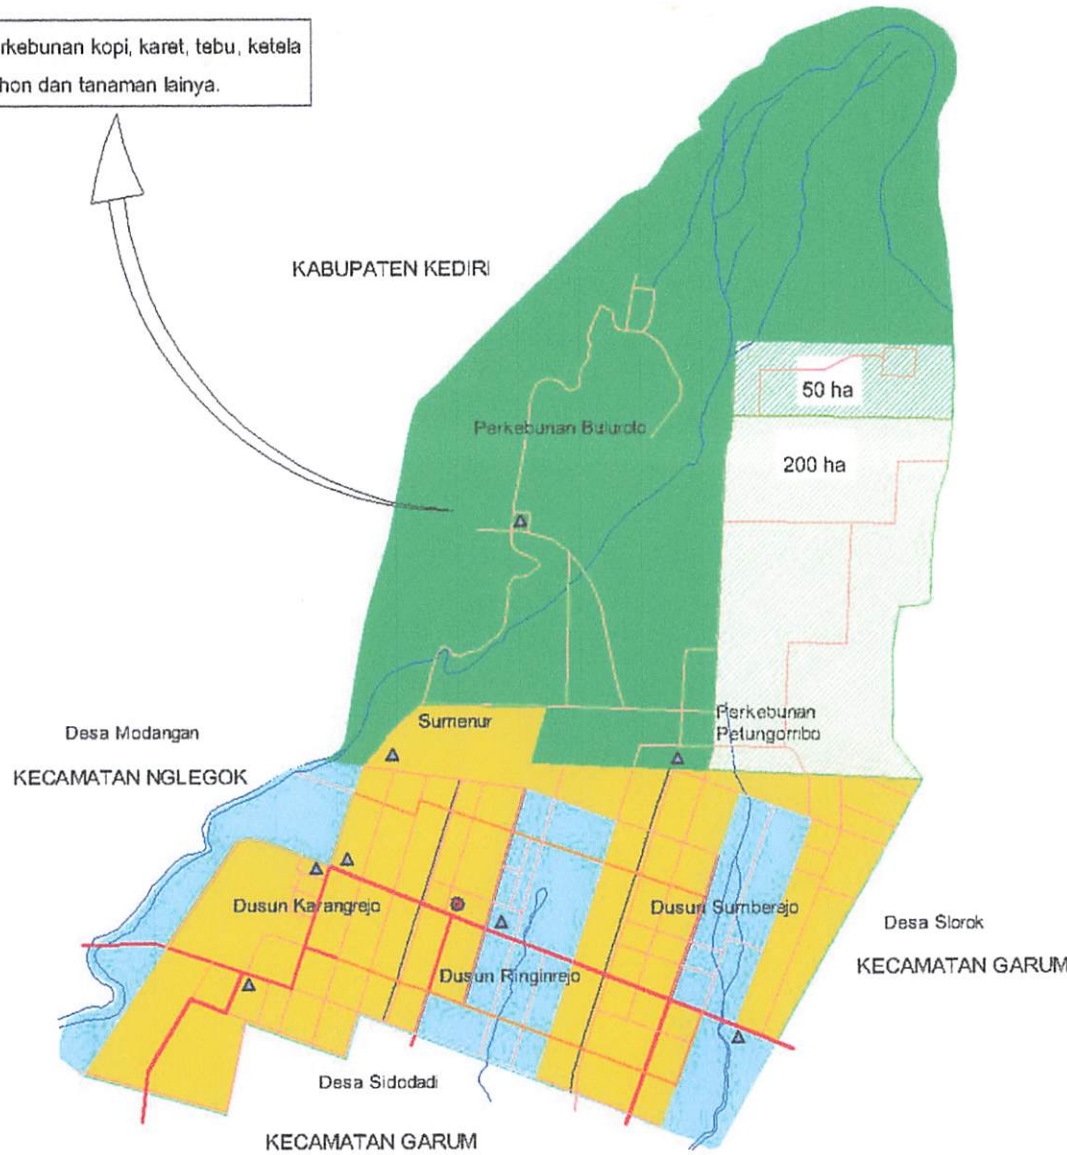 rkebunan kopi, karet, tebu, ketela
hon dan tanaman lainya.
KABUPATEN KEDIRI
50 ha
Perkebunan Buluroto
200 ha
Sumenur
Perkebunan
Petungombo
Desa Modangan
KECAMATAN NGLEGOK
Dusun Karangrejo
Dusun Sumberejo
Desa Slorok
KECAMATAN GARUM
Dusun Ringinrejo
Desa Sidodadi
KECAMATAN GARUM